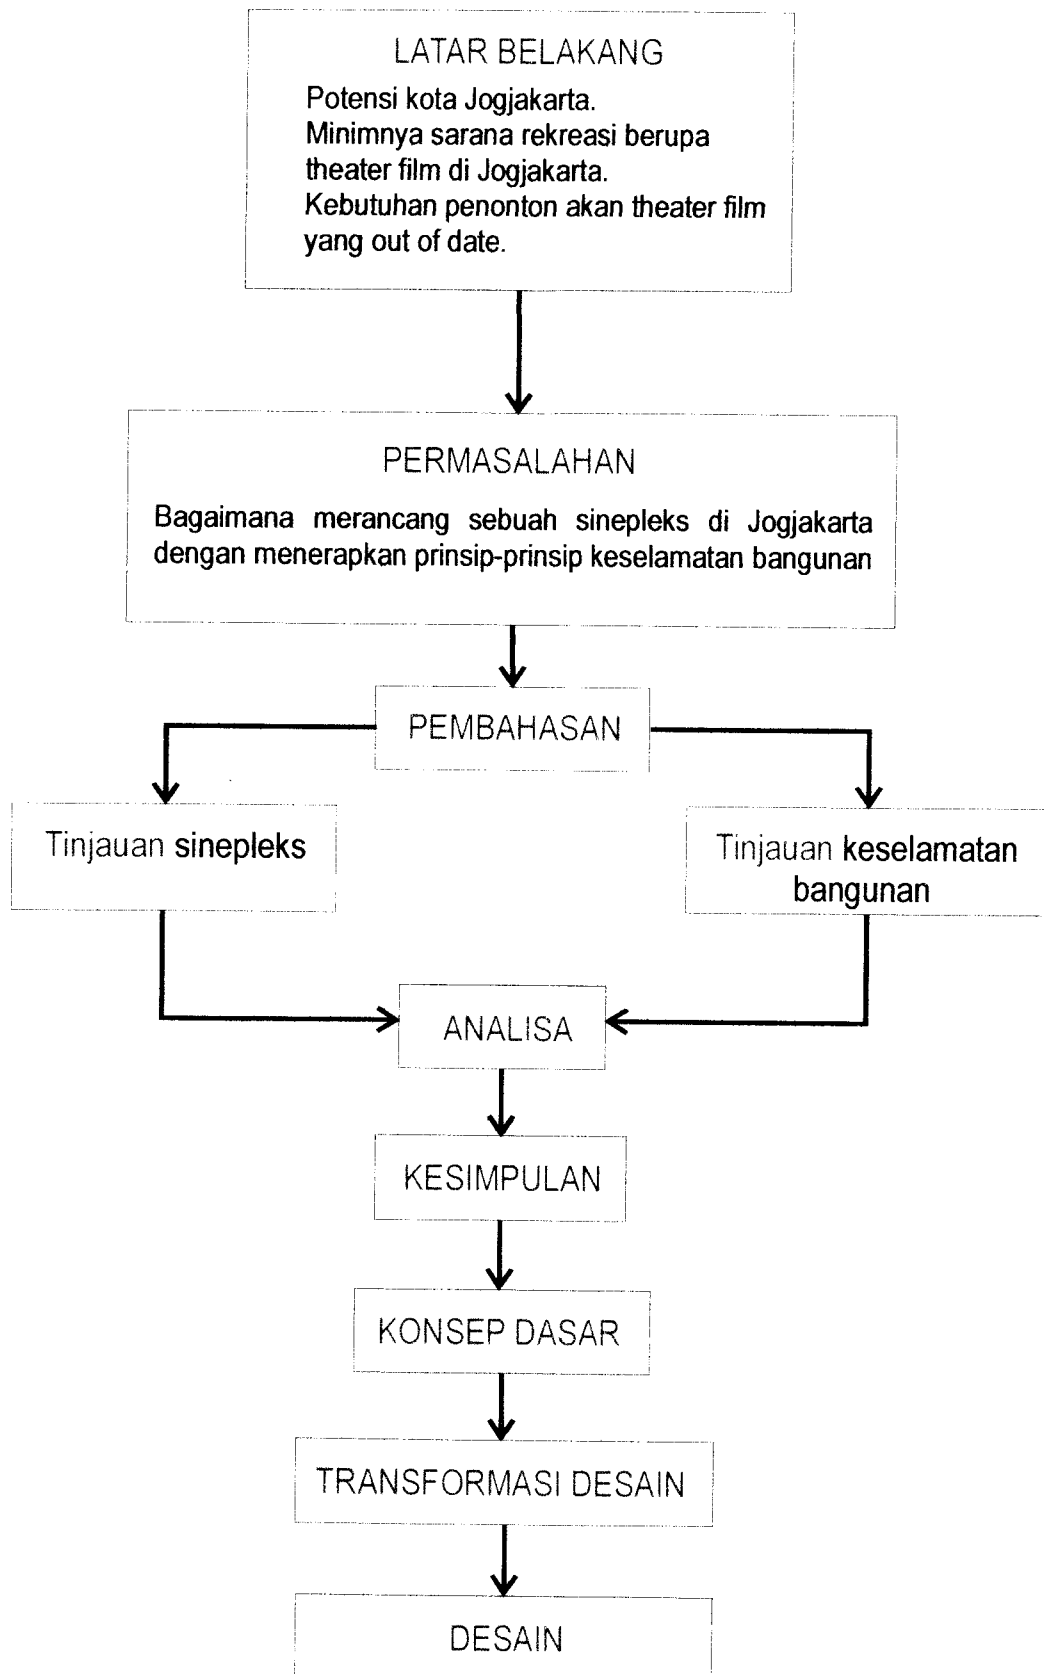 LATAR BELAKANG
Potensi kota Jogjakarta.
Minimnya sarana rekreasi berupa
theater film di Jogjakarta.
Kebutuhan penonton akan theater film
yang out of date.
PERMASALAHAN
Bagaimana merancang sebuah sinepleks di Jogjakarta
dengan menerapkan prinsip-prinsip keselamatan bangunan
PEMBAHASAN
Tinjauan sinepleks
Tinjauan keselamatan
bangunan
ANALISA
KESIMPULAN
KONSEP DASAR
TRANSFORMASI DESAIN
DESAIN